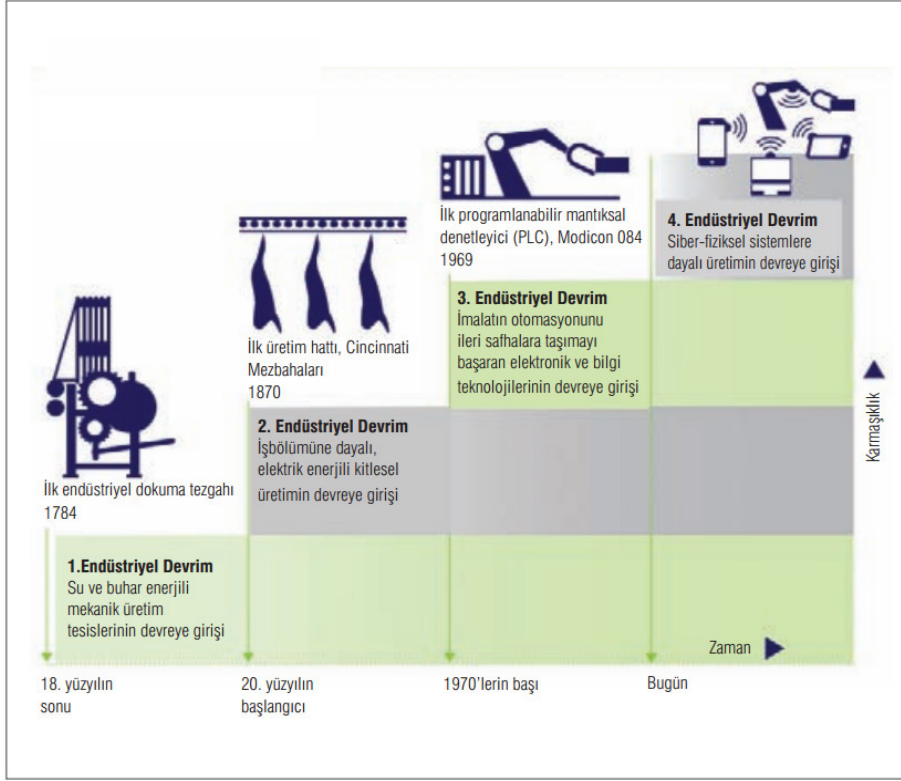 İlk endüstriyel dokuma tezgahı
1784
1.Endüstriyel Devrim
Su ve buhar enerjili
mekanik üretim
tesislerinin devreye girişi
18. yüzyılın
sonu
İlk üretim hattı, Cincinnati
Mezbahaları
1870
2. Endüstriyel Devrim
İşbölümüne dayalı,
elektrik enerjili kitlesel
üretimin devreye girişi
20. yüzyılın
başlangıcı
İlk programlanabilir mantıksal
denetleyici (PLC), Modicon 084
1969
3. Endüstriyel Devrim
İmalatın otomasyonunu
ileri safhalara taşımayı
başaran elektronik ve bilgi
teknolojilerinin devreye girişi
1970'lerin başı
4. Endüstriyel Devrim
Siber-fiziksel sistemlere
dayalı üretimin devreye girişi
Bugün
Zaman
Karmaşıklık